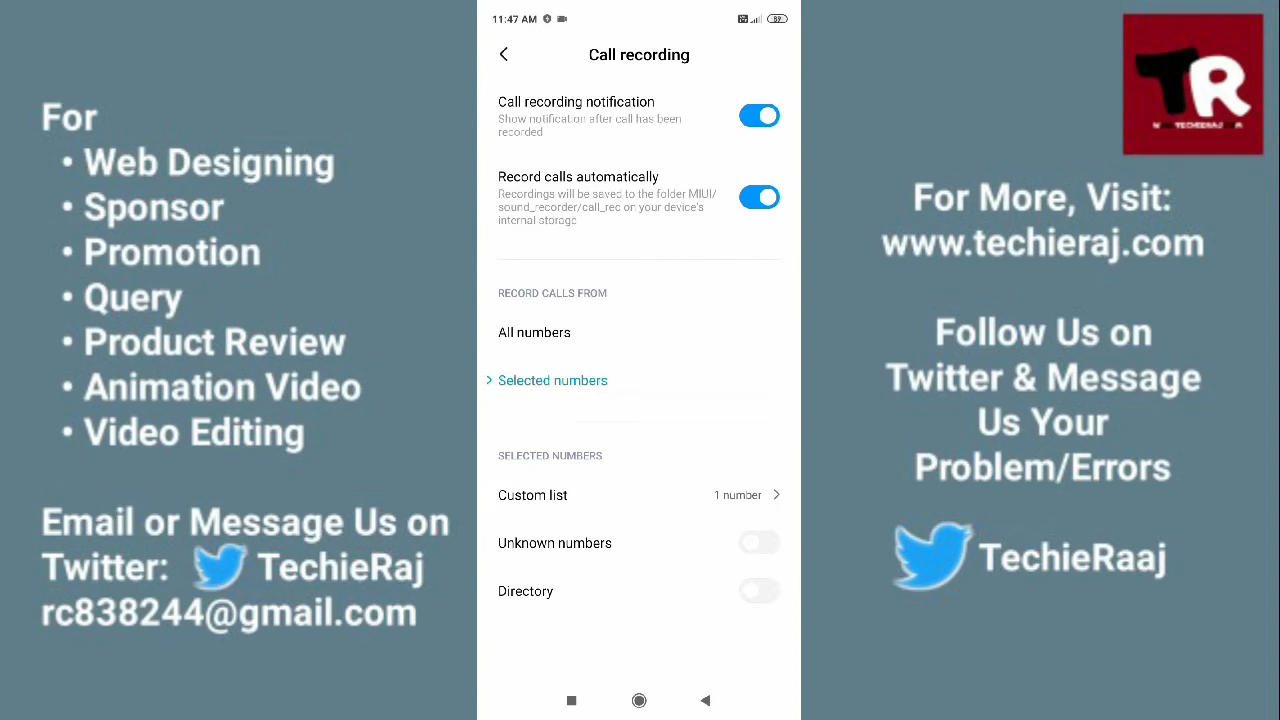 For
• Web Designing
• Sponsor
• Promotion
• Query
• Product Review
• Animation Video
• Video Editing
Email or Message Us on
Twitter: TechieRaj
rc838244@gmail.com
11:47 AM
89
Call recording
Call recording notification
Show notification after call has been
recorded
Record calls automatically
Recordings will be saved to the folder MIUI/
sound_recorder/call_rec on your device's
internal storage
RECORD CALLS FROM
All numbers
Selected numbers
SELECTED NUMBERS
Custom list 1 number
Unknown numbers
Directory
TR
For More, Visit:
www.techieraj.com
Follow Us on
Twitter & Message
Us Your
Problem/Errors
TechieRaaj